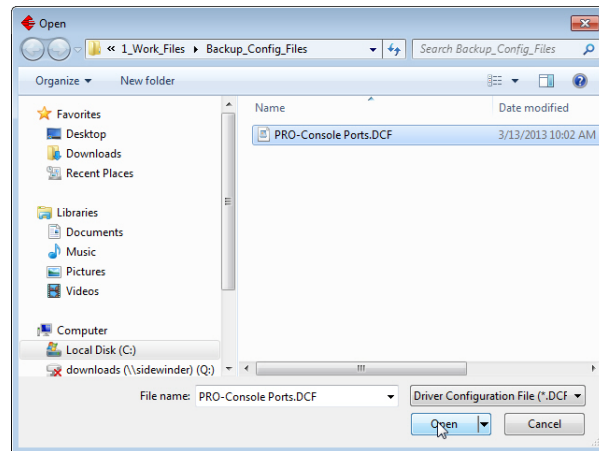 Open
« 1_Work_Files Backup_Config_Files Search Backup_Config_Files
Organize New folder
Favorites
Desktop
Downloads
Recent Places
Libraries
Documents
Music
Pictures
Videos
Computer
Local Disk (C:)
downloads (\\sidewinder) (Q:)
Name Date modified
PRO-Console Ports.DCF 3/13/2013 10:02 AM
File name: PRO-Console Ports.DCF Driver Configuration File (*.DCF
Open Cancel